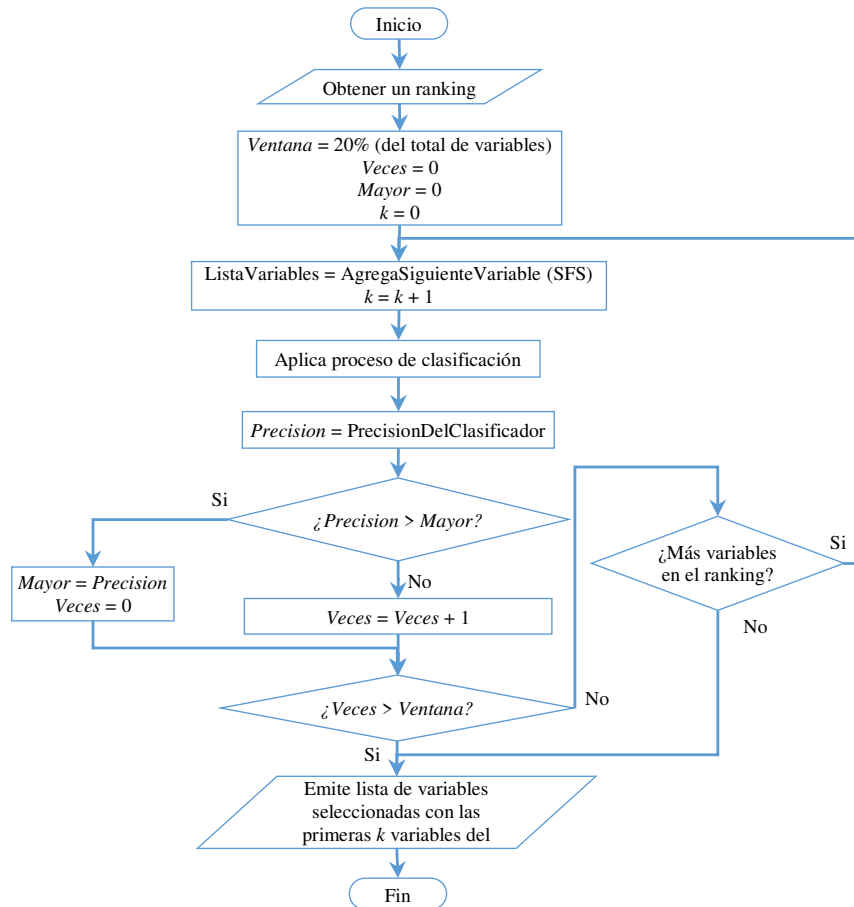 Inicio
Obtener un ranking
Ventana = 20% (del total de variables)
Veces = 0
Mayor = 0
k = 0
ListaVariables = AgregaSiguienteVariable (SFS)
k = k + 1
Aplica proceso de clasificación
Precision = PrecisionDelClasificador
Si
¿Precision > Mayor?
No
Mayor = Precision
Veces = 0
Veces = Veces + 1
¿Más variables
en el ranking?
Si
No
¿Veces > Ventana?
No
Si
Emite lista de variables
seleccionadas con las
primeras k variables del
Fin